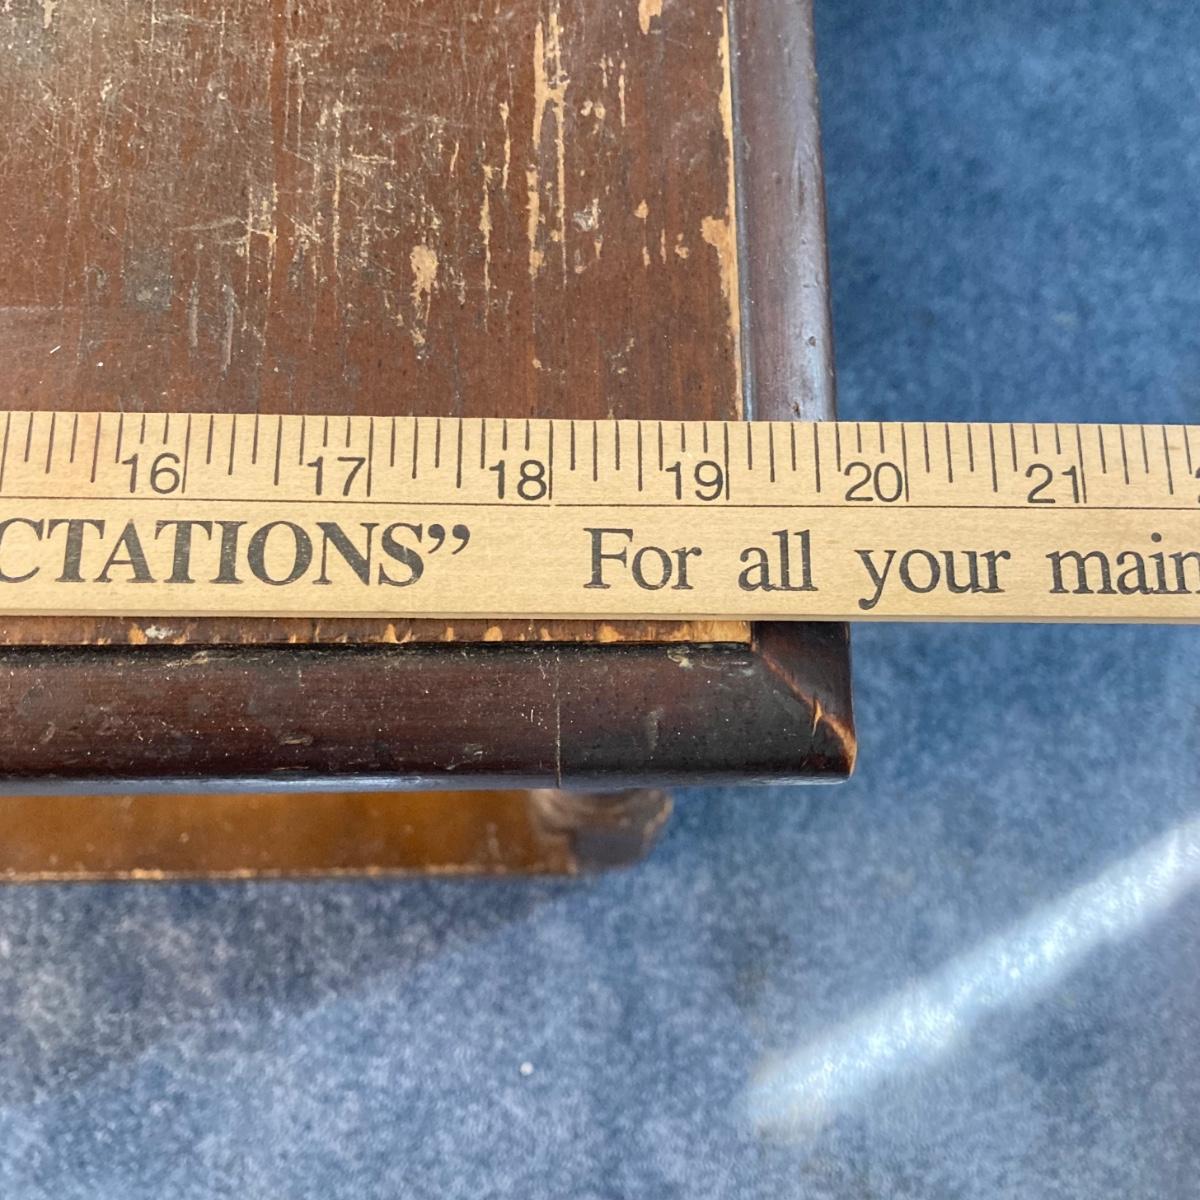 16 17 18 19 20 21
CTATIONS” For all your main